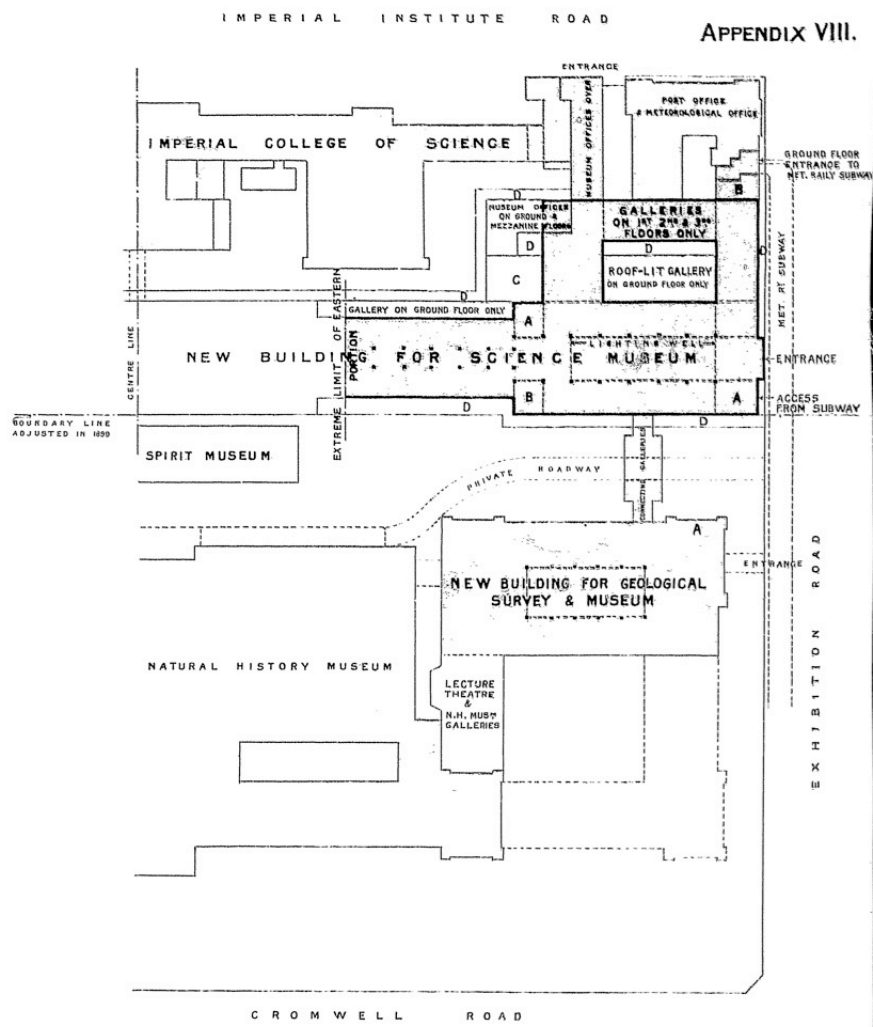 IMPERIAL INSTITUTE ROAD
APPENDIX VIII.
ENTRANCE
MUSEUM OFFICES OVER
POST OFFICE
& METEOROLOGICAL OFFICE
IMPERIAL COLLEGE OF SCIENCE
GROUND FLOOR
ENTRANCE TO
MET. RAILY SUBWAY
B
D
MUSEUM OFFICES
ON GROUND &
MEZZANINE FLOORS
GALLERIES
ON 1ST 2ND & 3RD
FLOORS ONLY
D
D
D
C
ROOF-LIT GALLERY
ON GROUND FLOOR ONLY
MET. RY SUBWAY
D
GALLERY ON GROUND FLOOR ONLY
A
CENTRE LINE
EXTREME LIMIT OF EASTERN
PORTION
LIGHTING WELL
NEW BUILDING FOR SCIENCE MUSEUM
ENTRANCE
B
A
ACCESS
FROM SUBWAY
D
D
BOUNDARY LINE
ADJUSTED IN 1899
SPIRIT MUSEUM
PRIVATE ROADWAY
CONNECTING GALLERIES
A
ENTRANCE
NEW BUILDING FOR GEOLOGICAL
SURVEY & MUSEUM
EXHIBITION ROAD
NATURAL HISTORY MUSEUM
LECTURE
THEATRE
&
N.H. MUSM
GALLERIES
CROMWELL ROAD